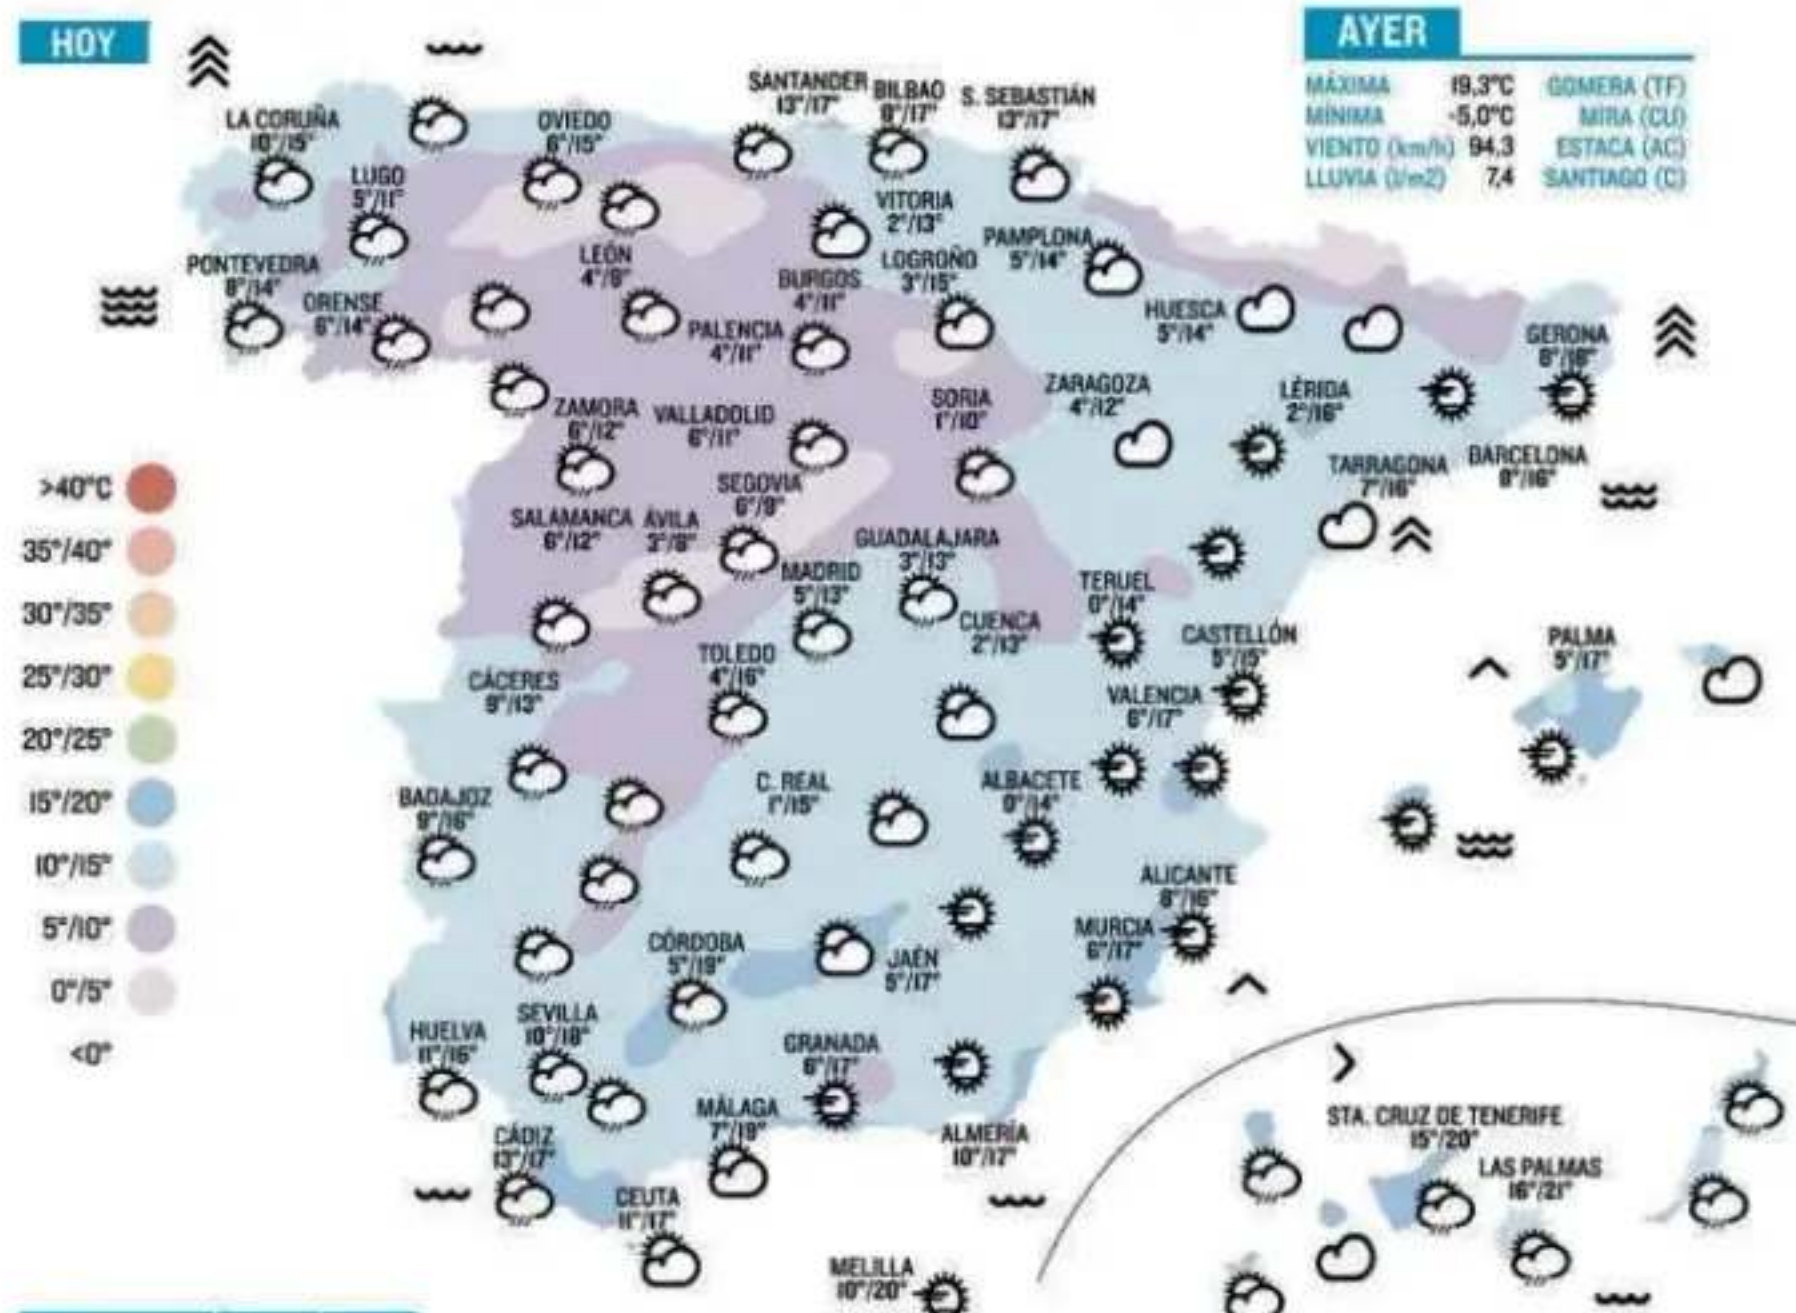 HOY
AYER
MÁXIMA 19,3°C GOMERA (TF)
MÍNIMA -5,0°C MIRA (CU)
VIENTO (km/h) 94,3 ESTACA (AC)
LLUVIA (l/m2) 7,4 SANTIAGO (C)
LA CORUÑA
10°/15°
OVIEDO
6°/15°
SANTANDER
13°/17°
BILBAO
8°/17°
S. SEBASTIÁN
13°/17°
LUGO
5°/11°
VITORIA
2°/13°
PAMPLONA
5°/14°
PONTEVEDRA
8°/14°
ORENSE
6°/14°
LEÓN
4°/8°
BURGOS
4°/11°
LOGROÑO
3°/15°
PALENCIA
4°/11°
HUESCA
5°/14°
GERONA
8°/18°
ZAMORA
6°/12°
VALLADOLID
6°/11°
SORIA
1°/10°
ZARAGOZA
4°/12°
LÉRIDA
2°/16°
TARRAGONA
7°/16°
BARCELONA
8°/16°
SEGOVIA
6°/9°
SALAMANCA
6°/12°
ÁVILA
3°/8°
GUADALAJARA
3°/13°
MADRID
5°/13°
TERUEL
0°/14°
CUENCA
2°/13°
CASTELLÓN
5°/15°
PALMA
5°/17°
CÁCERES
9°/13°
TOLEDO
4°/16°
VALENCIA
6°/17°
BADAJOZ
9°/16°
C. REAL
1°/15°
ALBACETE
0°/14°
ALICANTE
8°/16°
MURCIA
6°/17°
CÓRDOBA
5°/19°
JAÉN
5°/17°
HUELVA
11°/16°
SEVILLA
10°/18°
GRANADA
6°/17°
MÁLAGA
7°/19°
ALMERÍA
10°/17°
CÁDIZ
13°/17°
CEUTA
11°/17°
MELILLA
10°/20°
STA. CRUZ DE TENERIFE
15°/20°
LAS PALMAS
16°/21°
>40°C
35°/40°
30°/35°
25°/30°
20°/25°
15°/20°
10°/15°
5°/10°
0°/5°
<0°